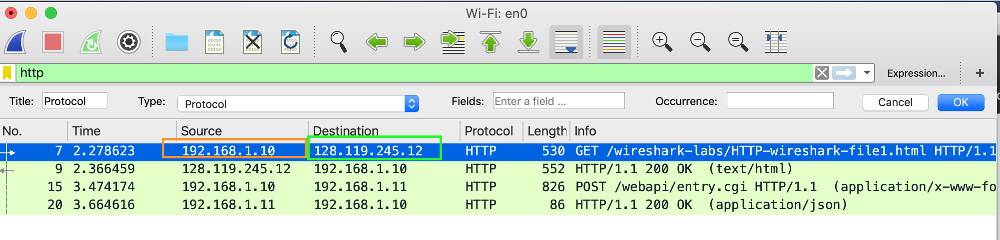 Wi-Fi: en0
http
Expression...
+
Title: Protocol Type: Protocol Fields: Enter a field ... Occurrence: Cancel OK
No. Time Source Destination Protocol Length Info
7 2.278623 192.168.1.10 128.119.245.12 HTTP 530 GET /wireshark-labs/HTTP-wireshark-file1.html HTTP/1.1
9 2.366459 128.119.245.12 192.168.1.10 HTTP 552 HTTP/1.1 200 OK (text/html)
15 3.474174 192.168.1.10 192.168.1.11 HTTP 826 POST /webapi/entry.cgi HTTP/1.1 (application/x-www-fo
20 3.664616 192.168.1.11 192.168.1.10 HTTP 86 HTTP/1.1 200 OK (application/json)